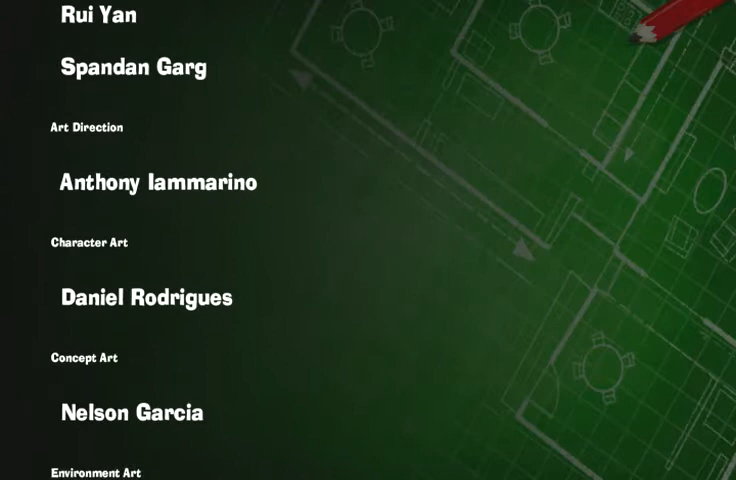 Rui Yan
Spandan Garg
Art Direction
Anthony Iammarino
Character Art
Daniel Rodrigues
Concept Art
Nelson Garcia
Environment Art